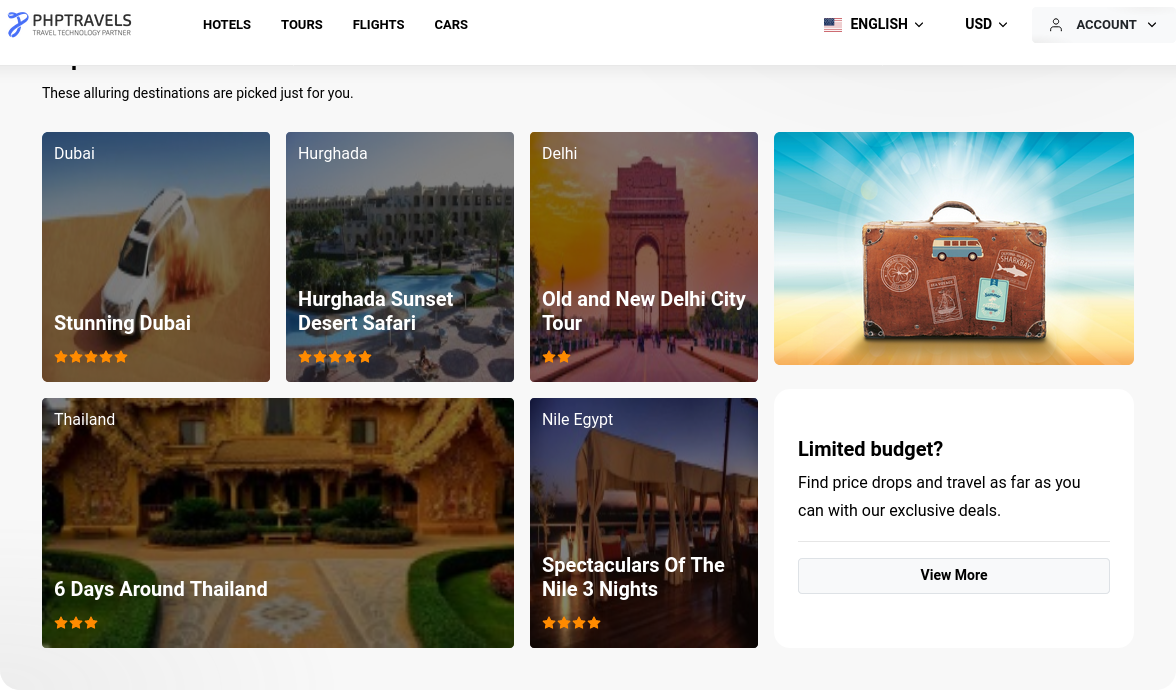 PHPTRAVELS
TRAVEL TECHNOLOGY PARTNER
HOTELS
TOURS
FLIGHTS
CARS
ENGLISH
USD
ACCOUNT
These alluring destinations are picked just for you.
Dubai
Stunning Dubai
Hurghada
Hurghada Sunset
Desert Safari
Delhi
Old and New Delhi City
Tour
SHARKBAY
Thailand
6 Days Around Thailand
Nile Egypt
Spectaculars Of The
Nile 3 Nights
Limited budget?
Find price drops and travel as far as you
can with our exclusive deals.
View More